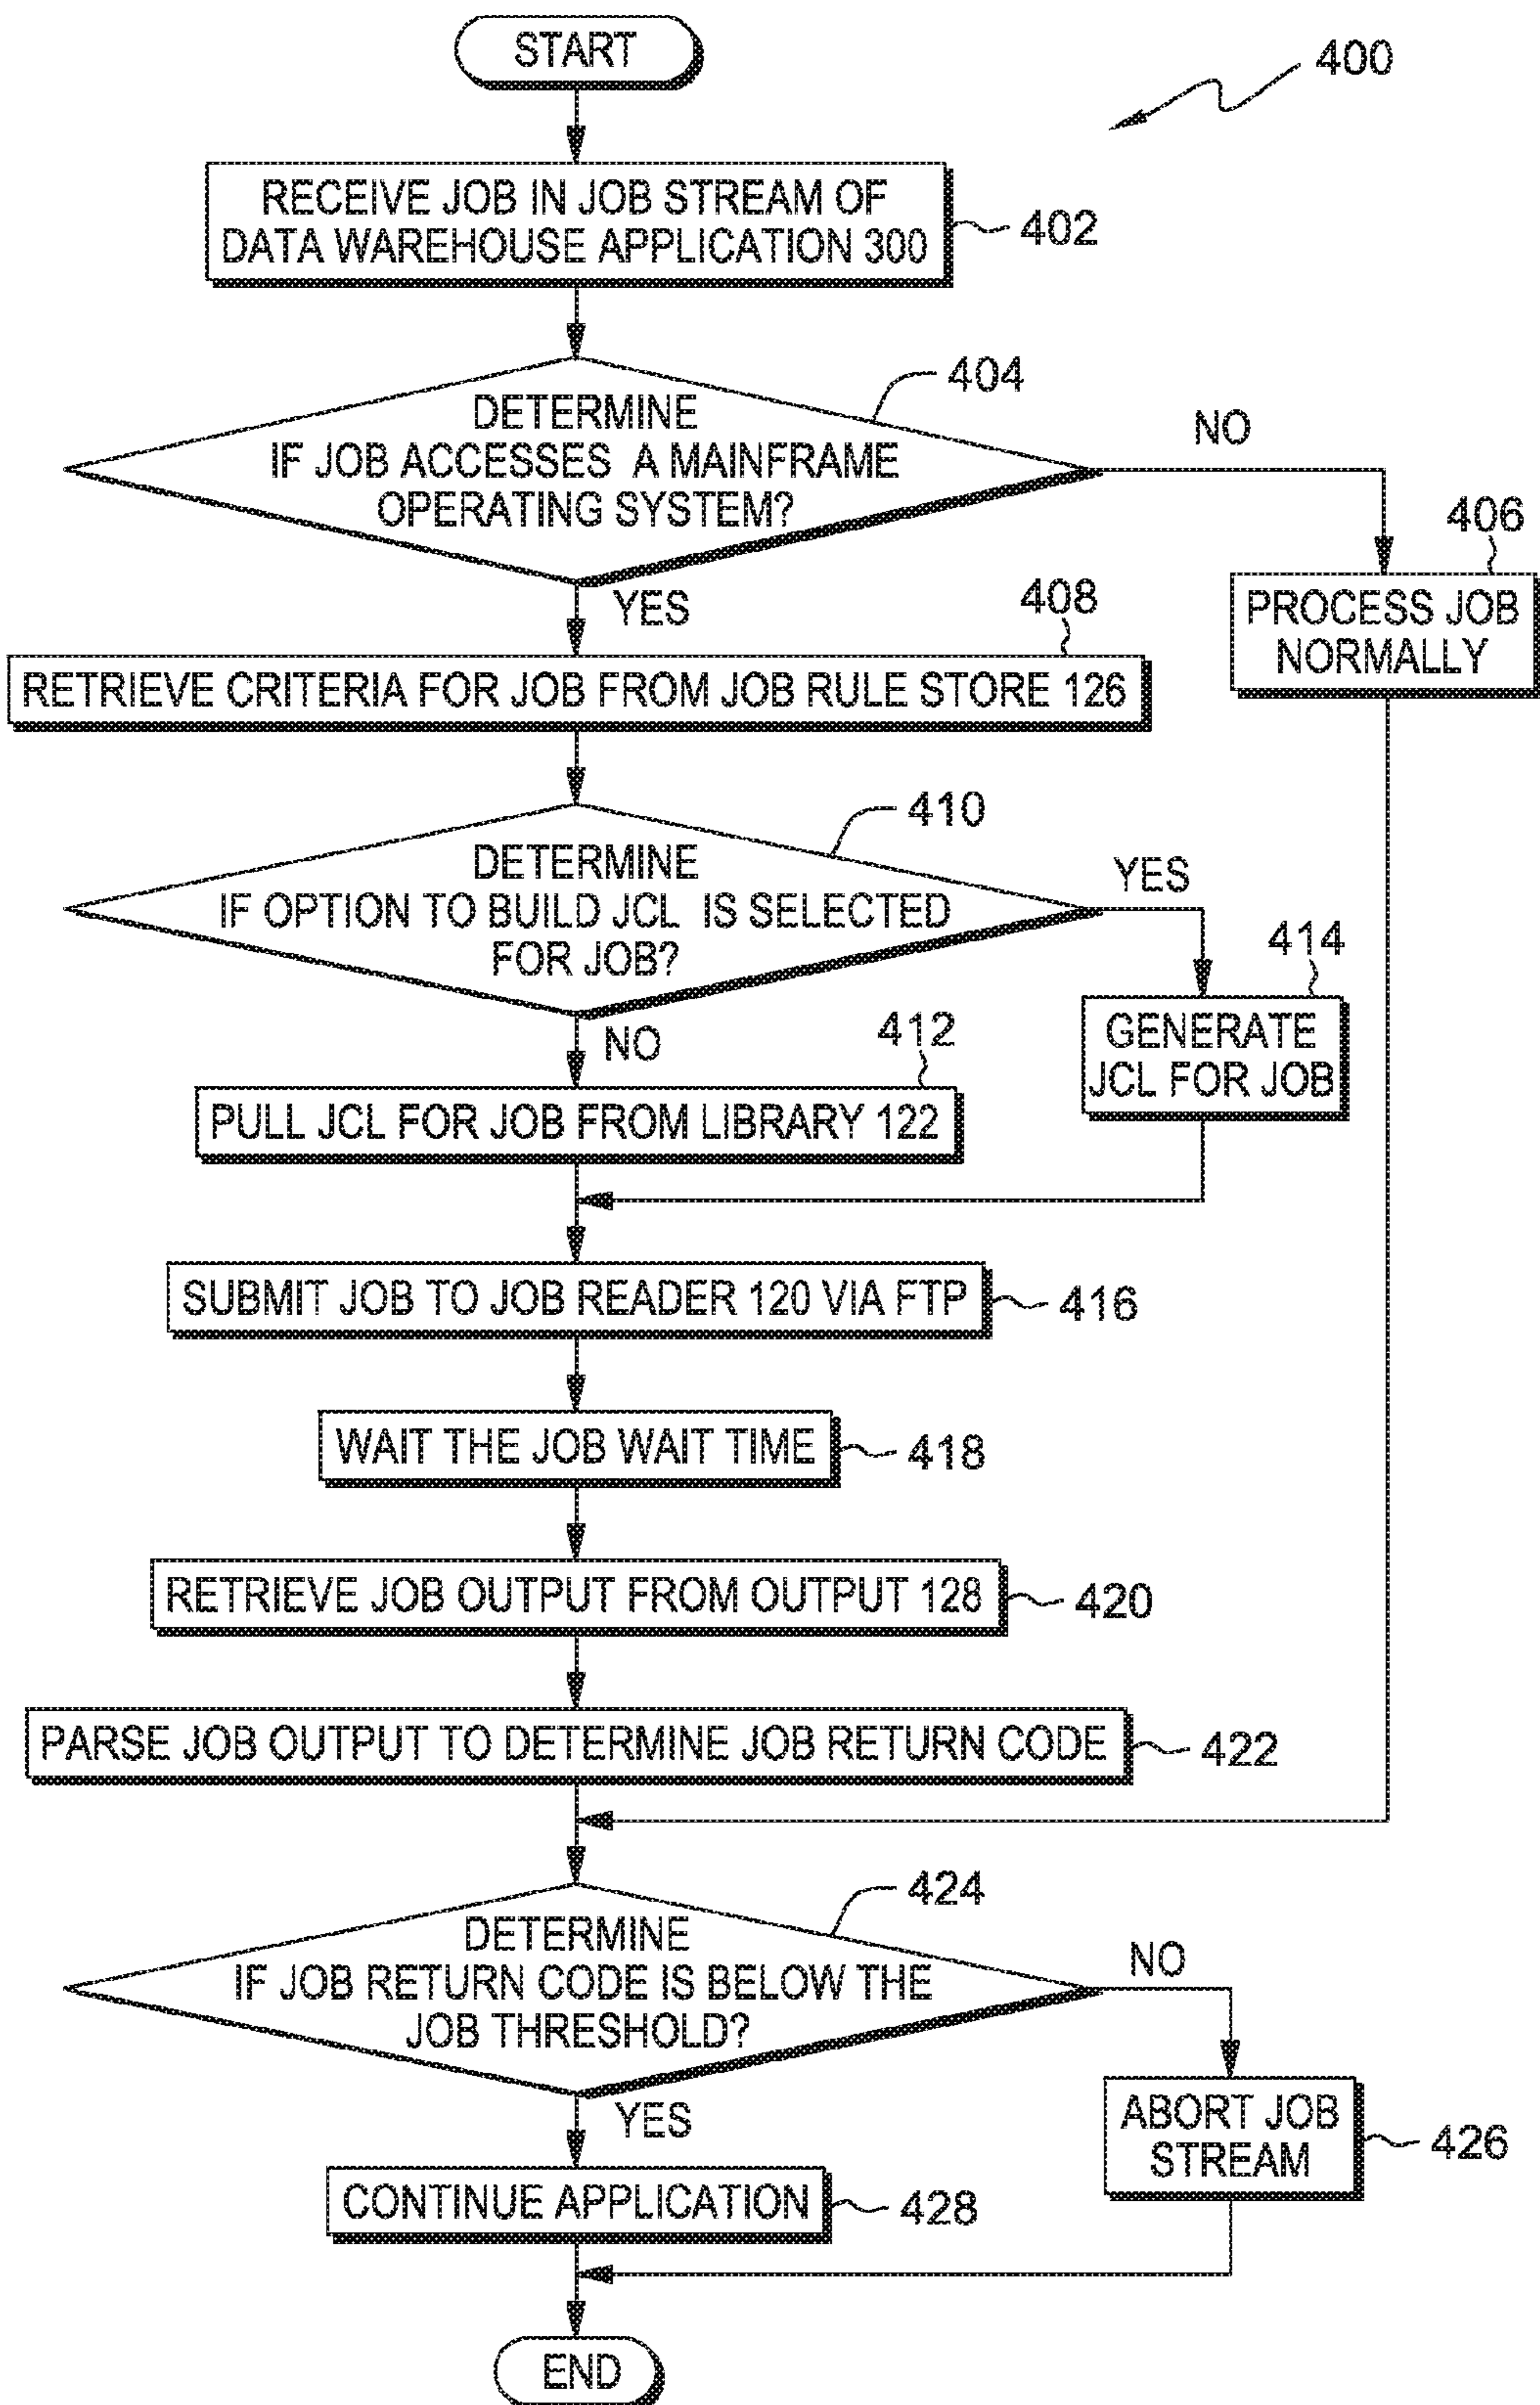 START
400
RECEIVE JOB IN JOB STREAM OF
DATA WAREHOUSE APPLICATION 300
402
404
DETERMINE
IF JOB ACCESSES A MAINFRAME
OPERATING SYSTEM?
NO
406
PROCESS JOB
NORMALLY
YES
408
RETRIEVE CRITERIA FOR JOB FROM JOB RULE STORE 126
410
DETERMINE
IF OPTION TO BUILD JCL IS SELECTED
FOR JOB?
YES
414
GENERATE
JCL FOR JOB
NO
412
PULL JCL FOR JOB FROM LIBRARY 122
SUBMIT JOB TO JOB READER 120 VIA FTP
416
WAIT THE JOB WAIT TIME
418
RETRIEVE JOB OUTPUT FROM OUTPUT 128
420
PARSE JOB OUTPUT TO DETERMINE JOB RETURN CODE
422
424
DETERMINE
IF JOB RETURN CODE IS BELOW THE
JOB THRESHOLD?
NO
ABORT JOB
STREAM
426
YES
CONTINUE APPLICATION
428
END